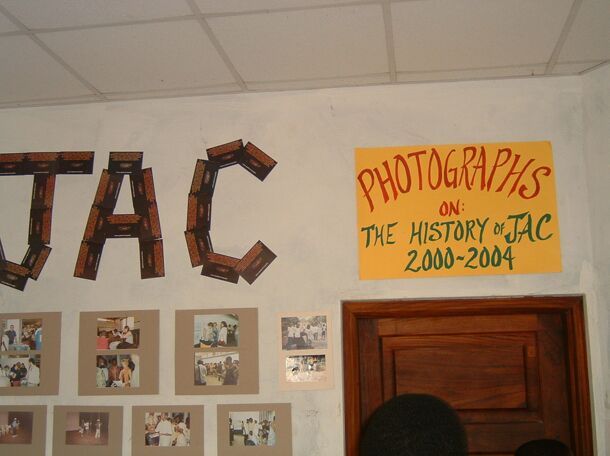 JAC
PHOTOGRAPHS
ON:
THE HISTORY of JAC
2000~2004